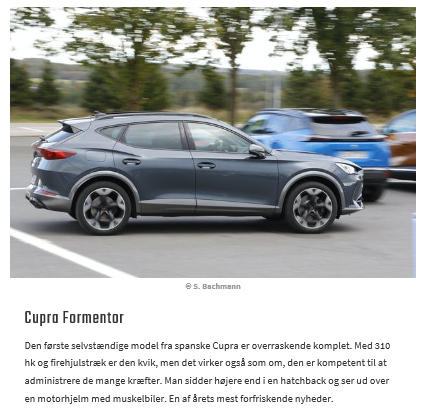 © S. Bachmann
Cupra Formentor
Den første selvstændige model fra spanske Cupra er overraskende komplet. Med 310
hk og firehjulstræk er den kvik, men det virker også som om, den er kompetent til at
administrere de mange kræfter. Man sidder højere end i en hatchback og ser ud over
en motorhjelm med muskelbiler. En af årets mest forfriskende nyheder.